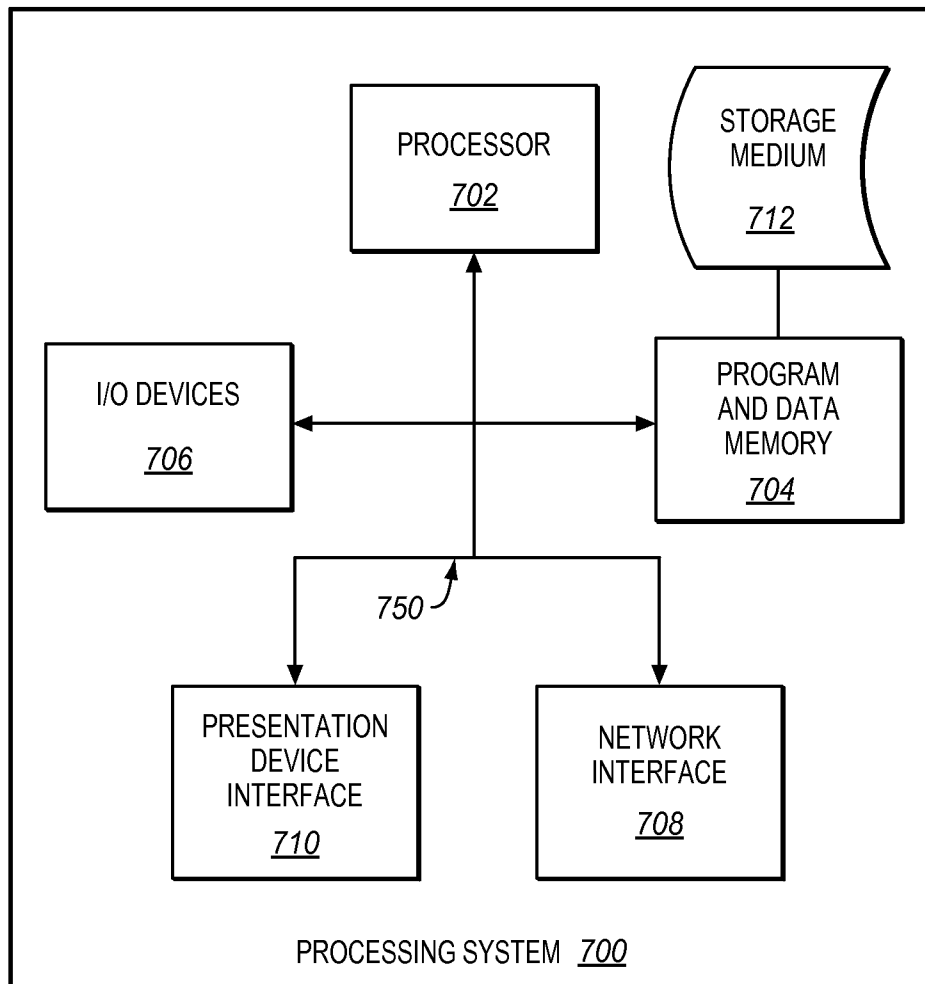 PROCESSOR
702
STORAGE
MEDIUM
712
I/O DEVICES
706
PROGRAM
AND DATA
MEMORY
704
750
PRESENTATION
DEVICE
INTERFACE
710
NETWORK
INTERFACE
708
PROCESSING SYSTEM 700